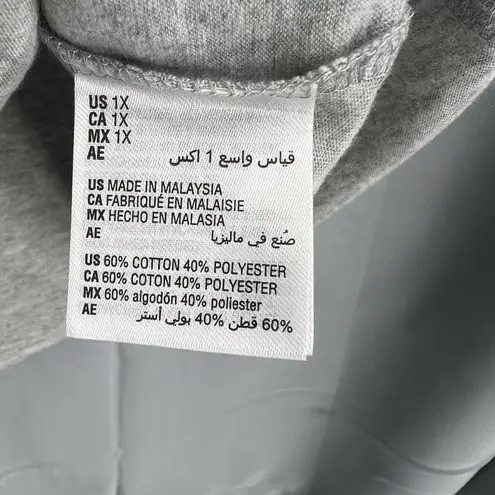 US 1X
CA 1X
MX 1X
AE قياس واسع 1 اكس
US MADE IN MALAYSIA
CA FABRIQUÉ EN MALAISIE
MX HECHO EN MALASIA
AE صُنع في ماليزيا
US 60% COTTON 40% POLYESTER
CA 60% COTON 40% POLYESTER
MX 60% algodón 40% poliester
AE 60% قطن 40% بولي أستر